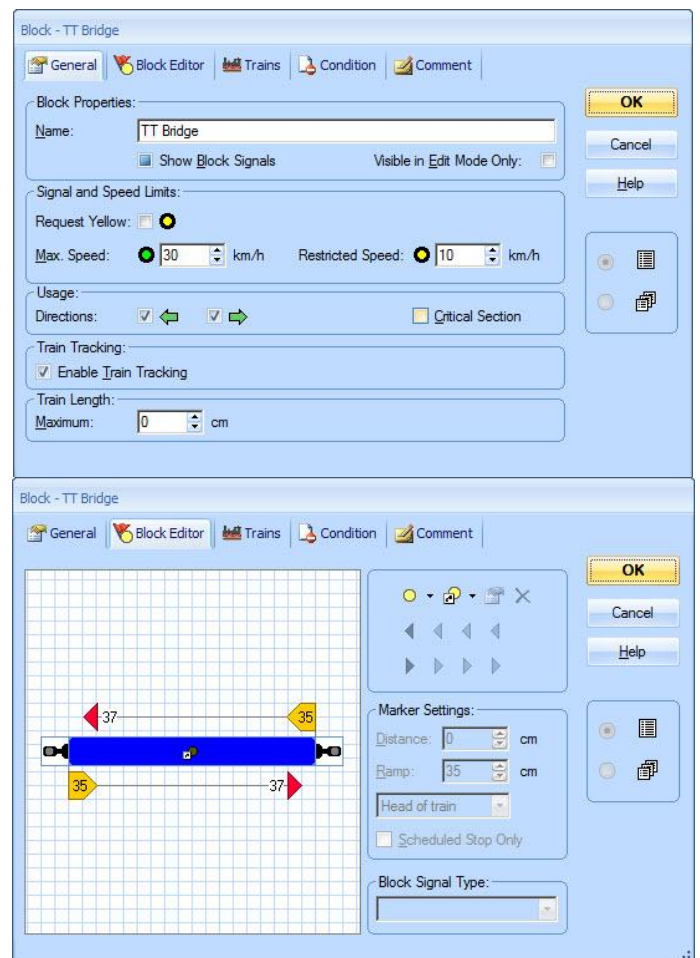 Block - TT Bridge
General Block Editor Trains Condition Comment
Block Properties:
Name: TT Bridge
Show Block Signals Visible in Edit Mode Only:
Signal and Speed Limits:
Request Yellow:
Max. Speed: 30 km/h Restricted Speed: 10 km/h
Usage:
Directions: Critical Section
Train Tracking:
Enable Train Tracking
Train Length:
Maximum: 0 cm
OK
Cancel
Help
Block - TT Bridge
General Block Editor Trains Condition Comment
37 35
35 37
Marker Settings:
Distance: 0 cm
Ramp: 35 cm
Head of train
Scheduled Stop Only
Block Signal Type:
OK
Cancel
Help